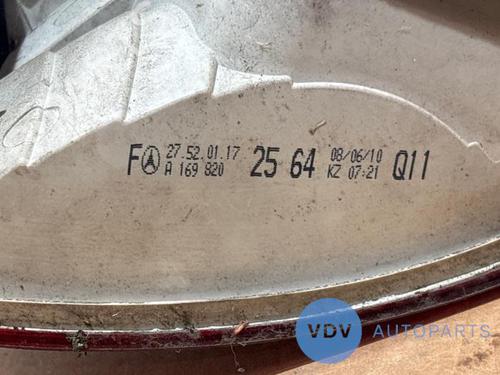 F 27.52.01.17 25 64 08/06/10 Q11
A 169 820 KZ 07:21
VDV AUTOPARTS